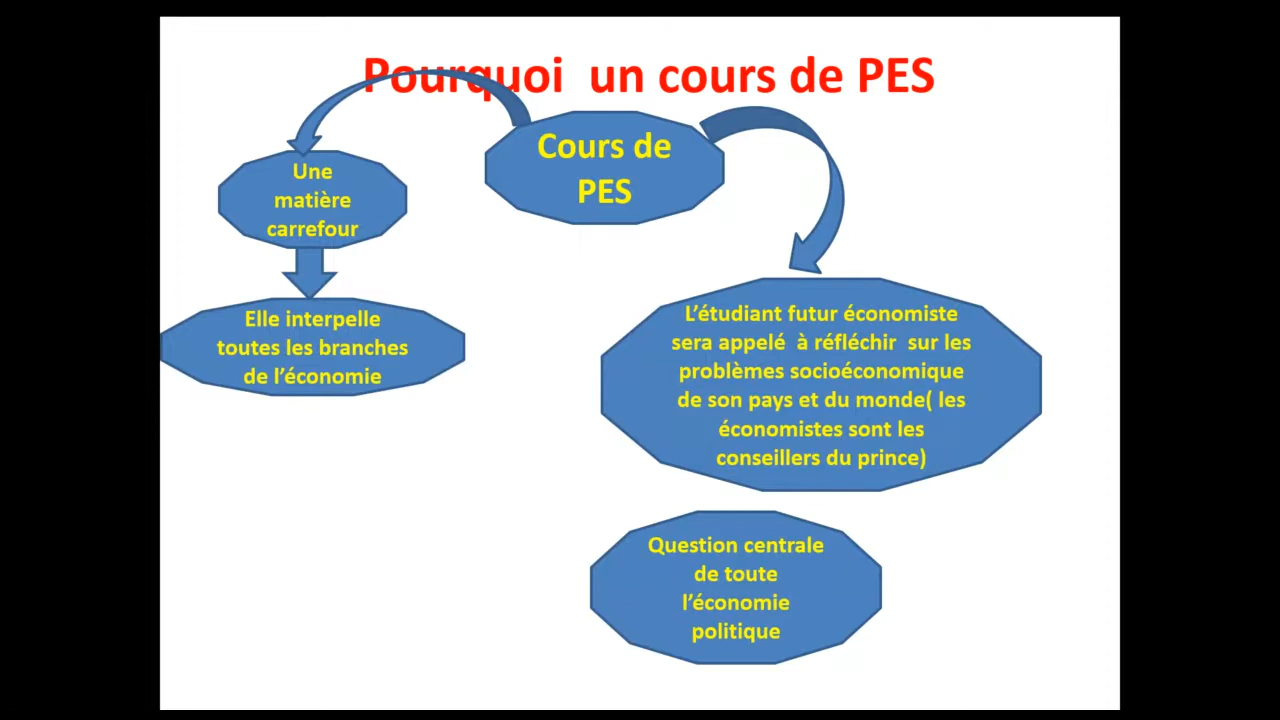 Pourquoi un cours de PES
Cours de
PES
Une
matière
carrefour
Elle interpelle
toutes les branches
de l'économie
L'étudiant futur économiste
sera appelé à réfléchir sur les
problèmes socioéconomique
de son pays et du monde( les
économistes sont les
conseillers du prince)
Question centrale
de toute
l'économie
politique